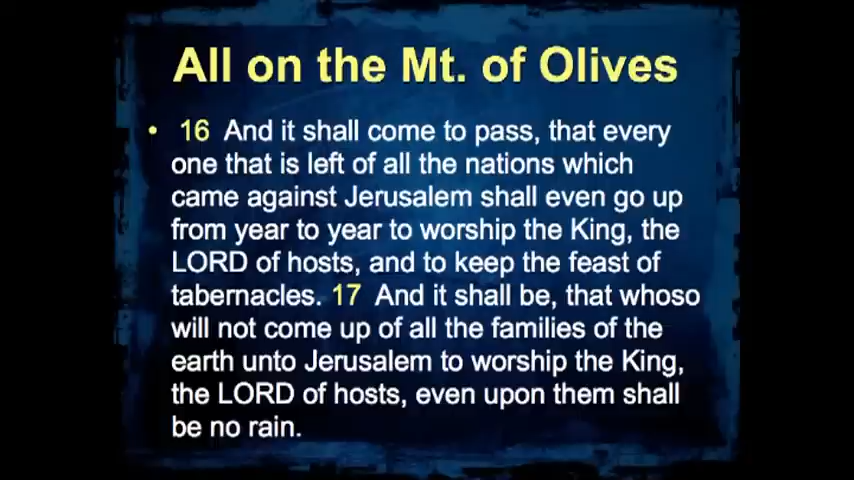 All on the Mt. of Olives
• 16 And it shall come to pass, that every
one that is left of all the nations which
came against Jerusalem shall even go up
from year to year to worship the King, the
LORD of hosts, and to keep the feast of
tabernacles. 17 And it shall be, that whoso
will not come up of all the families of the
earth unto Jerusalem to worship the King,
the LORD of hosts, even upon them shall
be no rain.